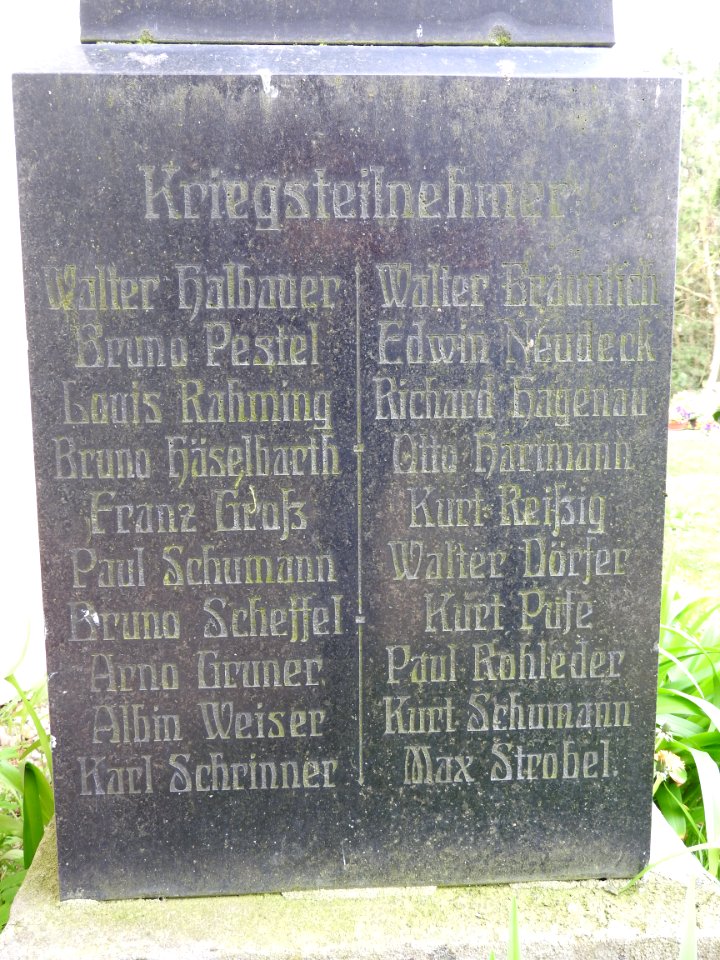 Kriegsteilnehmer
Walter Halbauer
Bruno Pestel
Louis Rahming
Bruno Häselbarth
Franz Groß
Paul Schumann
Bruno Scheffel
Arno Gruner
Albin Weiser
Karl Schrinner
Walter Bräunlich
Edwin Neudeck
Richard Hagenau
Otto Hartmann
Kurt Reißig
Walter Dörfer
Kurt Pufe
Paul Rohleder
Kurt Schumann
Max Strobel.